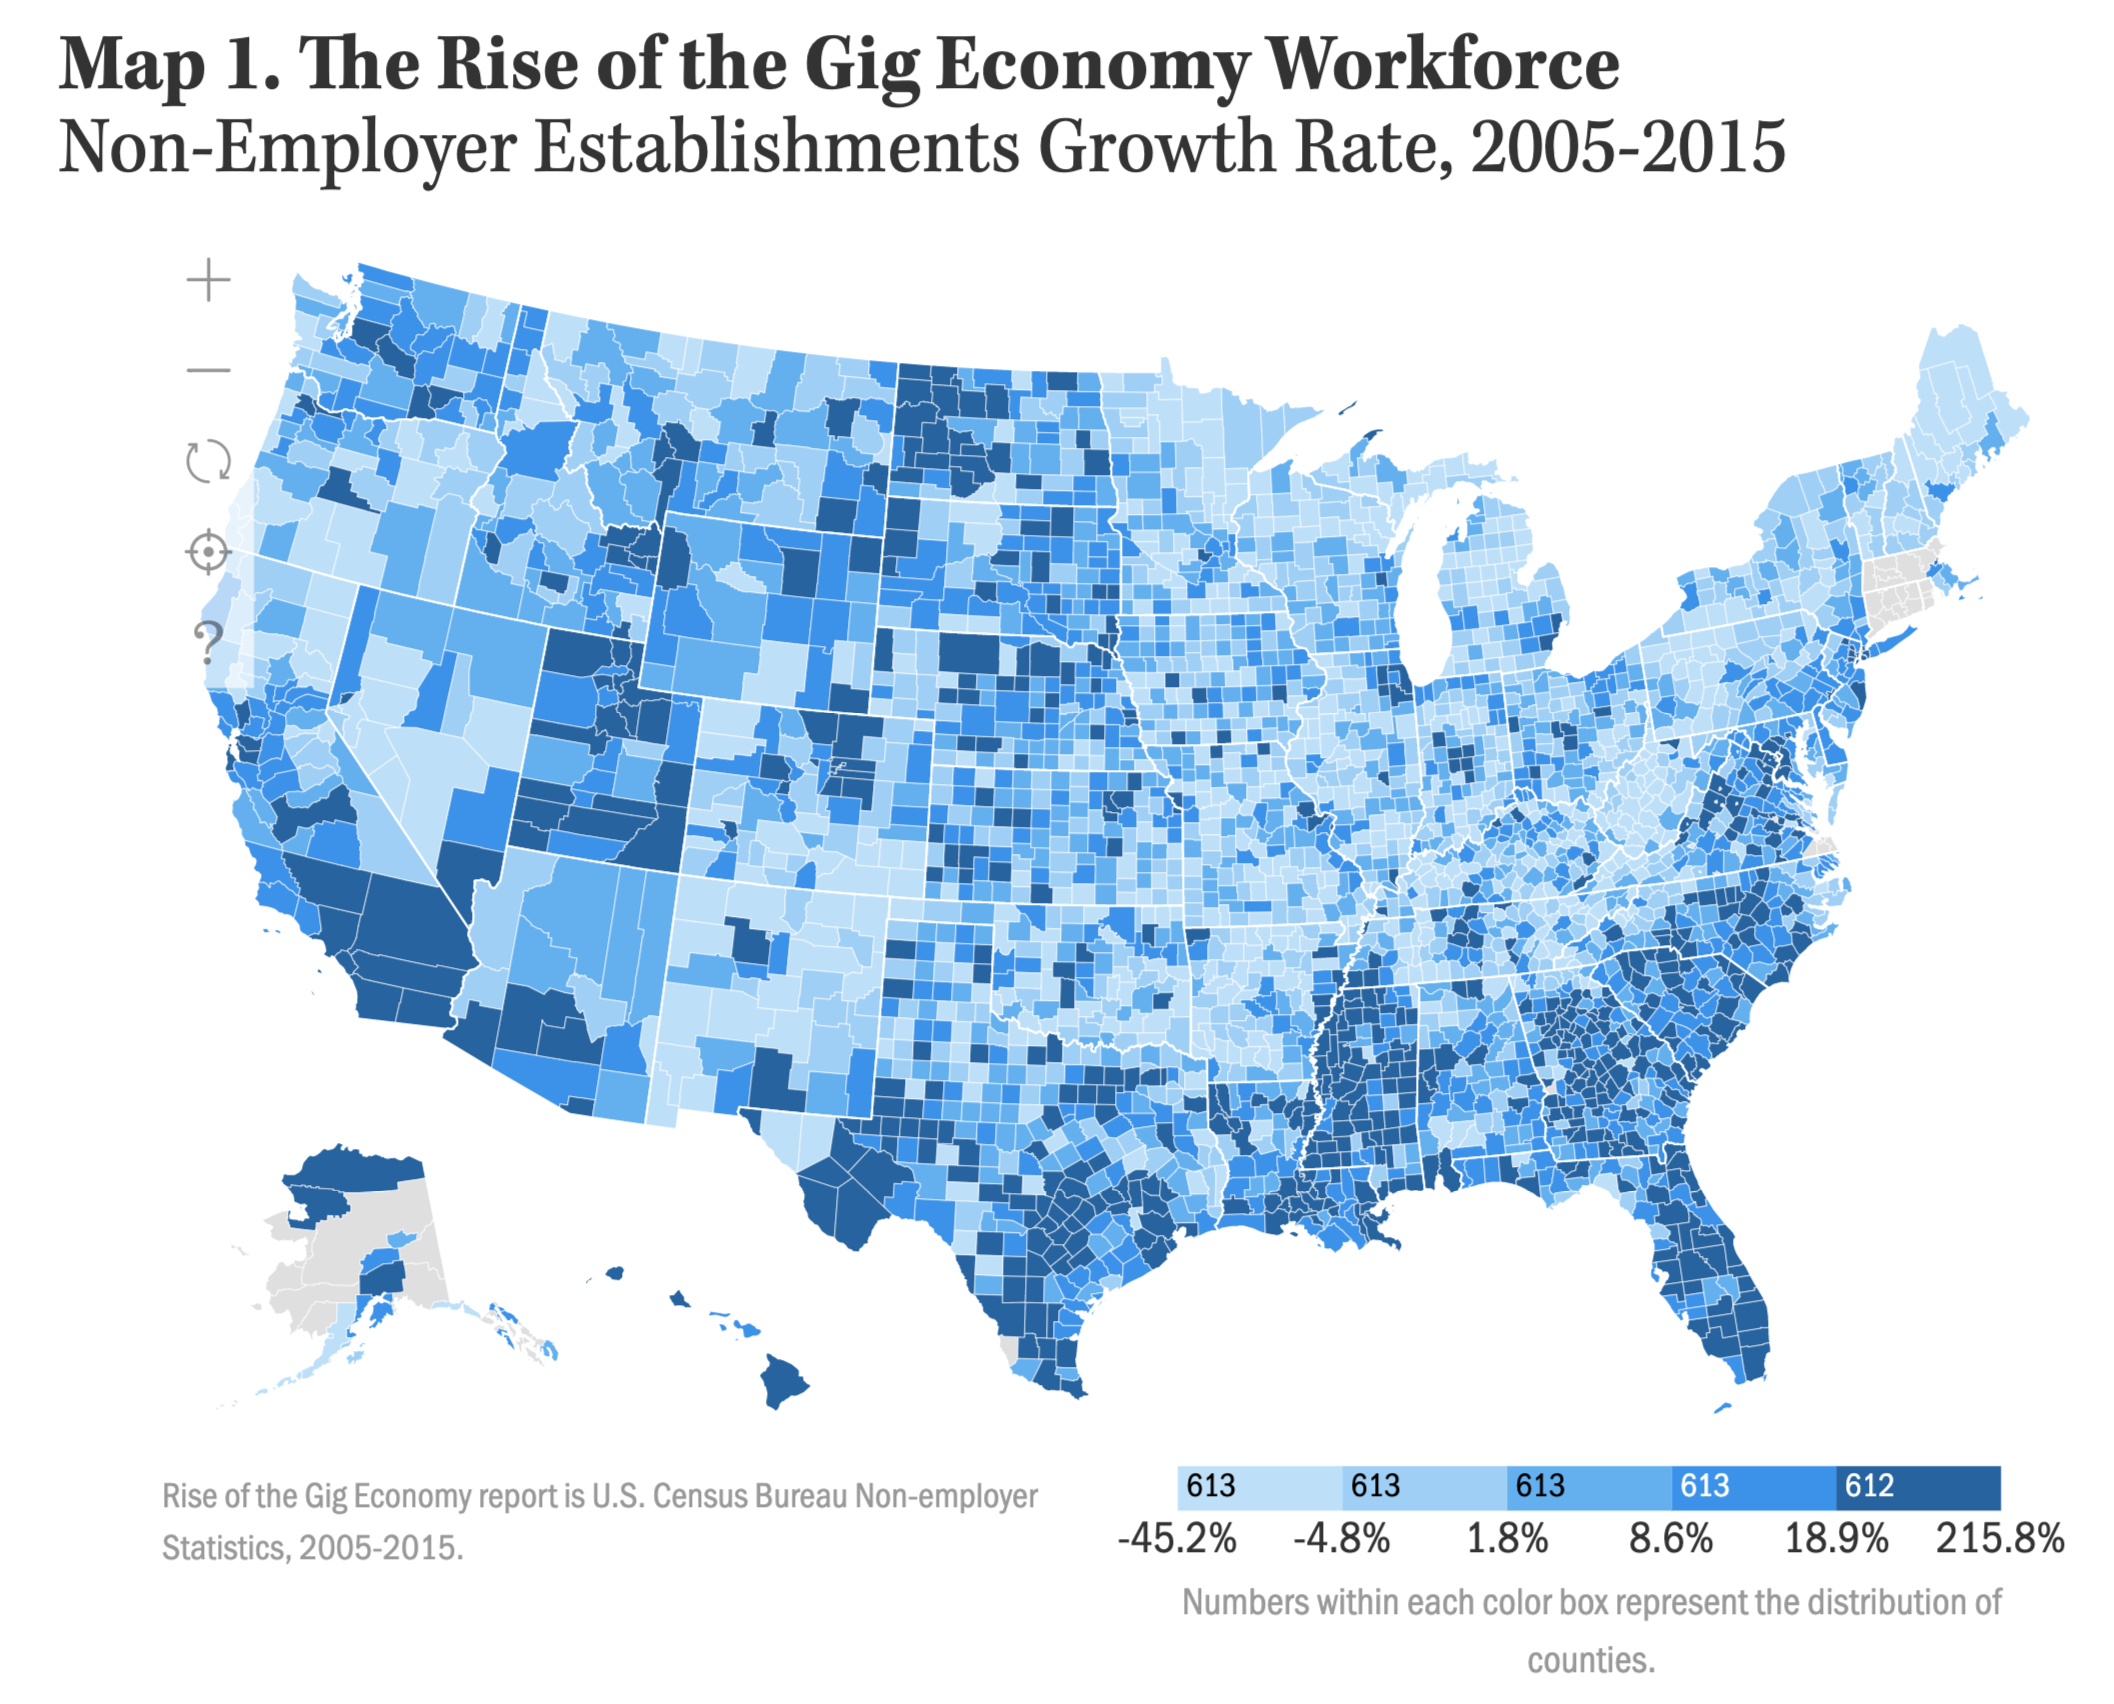 Map 1. The Rise of the Gig Economy Workforce
Non-Employer Establishments Growth Rate, 2005-2015
?
613 613 613 613 612
-45.2% -4.8% 1.8% 8.6% 18.9% 215.8%
Rise of the Gig Economy report is U.S. Census Bureau Non-employer
Statistics, 2005-2015.
Numbers within each color box represent the distribution of
counties.